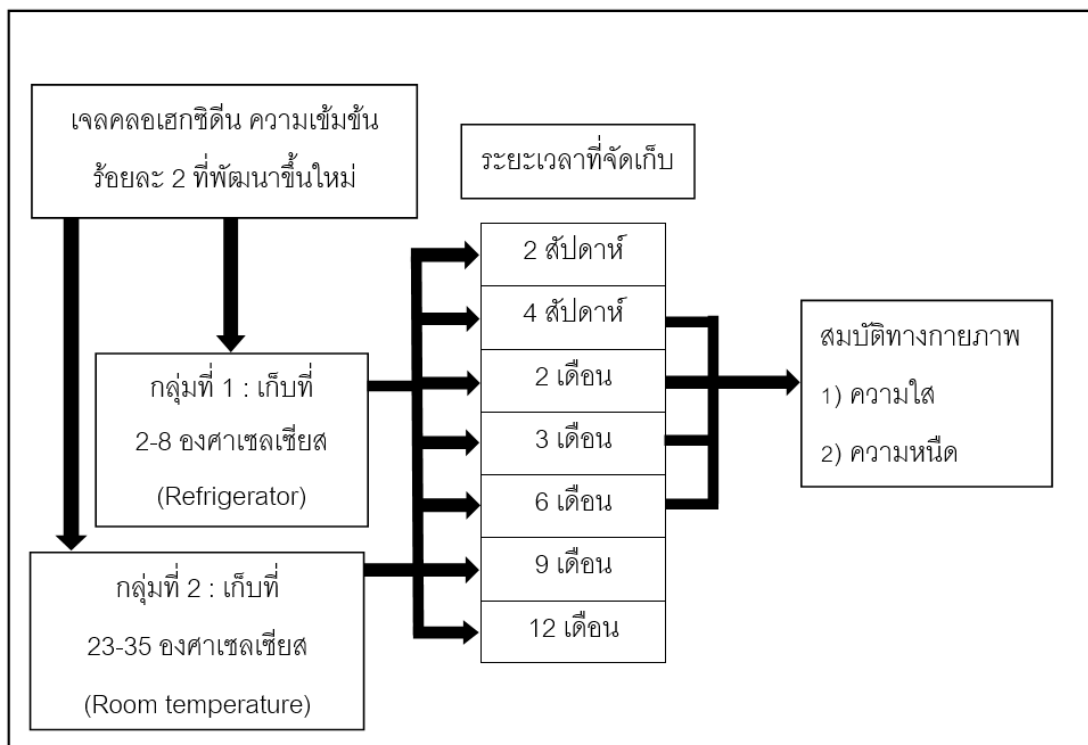 เจลคลอเฮกซิดีน ความเข้มข้น
ร้อยละ 2 ที่พัฒนาขึ้นใหม่
ระยะเวลาที่จัดเก็บ
2 สัปดาห์
4 สัปดาห์
2 เดือน
3 เดือน
6 เดือน
9 เดือน
12 เดือน
กลุ่มที่ 1 : เก็บที่
2-8 องศาเซลเซียส
(Refrigerator)
กลุ่มที่ 2 : เก็บที่
23-35 องศาเซลเซียส
(Room temperature)
สมบัติทางกายภาพ
1) ความใส
2) ความหนืด